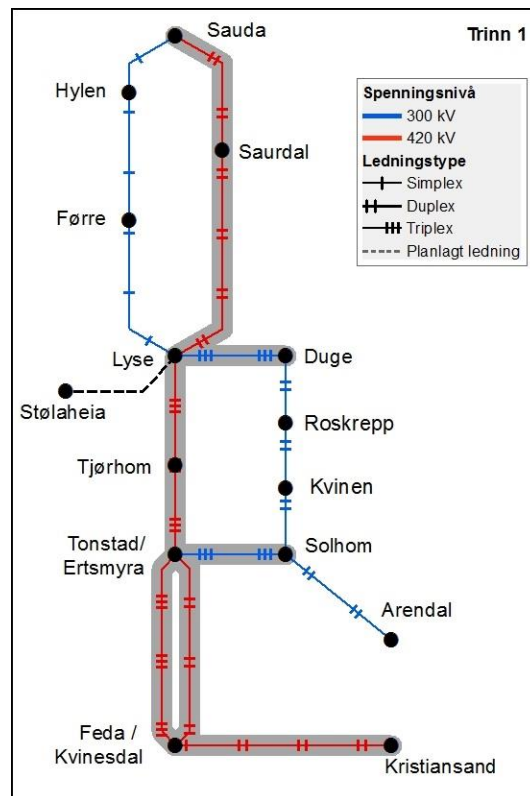 Trinn 1
Sauda
Spenningsnivå
300 kV
420 kV
Ledningstype
Simplex
Duplex
Triplex
Planlagt ledning
Hylen
Saurdal
Førre
Lyse
Duge
Stølaheia
Roskrepp
Tjørhom
Kvinen
Tonstad/
Ertsmyra
Solhom
Arendal
Feda /
Kvinesdal
Kristiansand